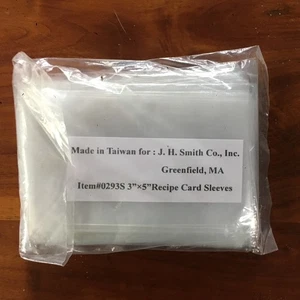 Made in Taiwan for : J. H. Smith Co., Inc.
Greenfield, MA
Item#0293S 3”×5”Recipe Card Sleeves